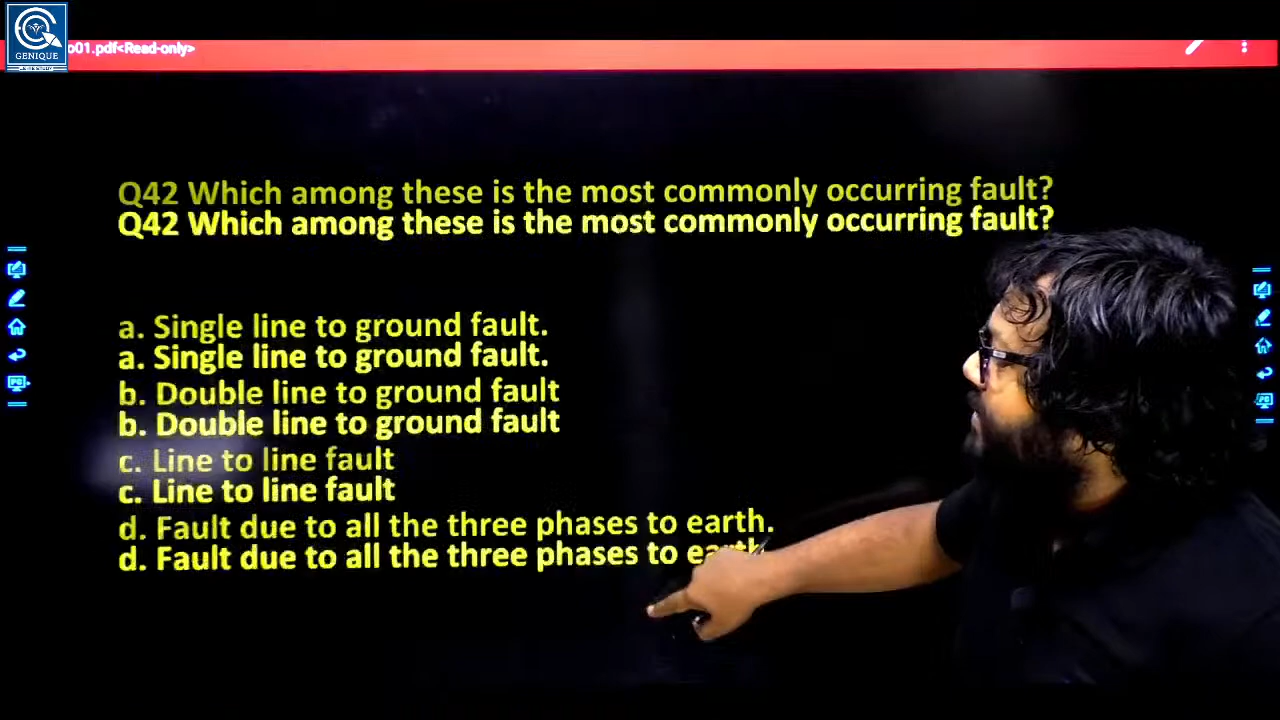 GENIQUE
o01.pdf<Read-only>
Q42 Which among these is the most commonly occurring fault?
Q42 Which among these is the most commonly occurring fault?
a. Single line to ground fault.
a. Single line to ground fault.
b. Double line to ground fault
b. Double line to ground fault
c. Line to line fault
c. Line to line fault
d. Fault due to all the three phases to earth.
d. Fault due to all the three phases to earth